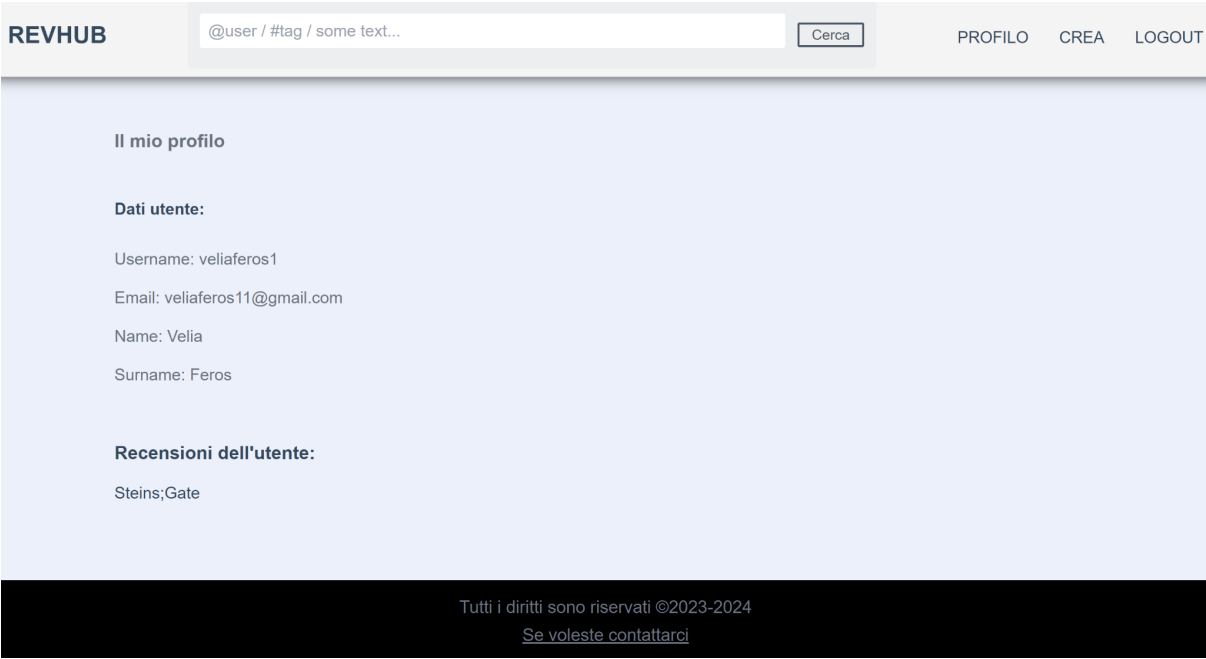 REVHUB
@user / #tag / some text...
Cerca
PROFILO
CREA
LOGOUT
Il mio profilo
Dati utente:
Username: veliaferos1
Email: veliaferos11@gmail.com
Name: Velia
Surname: Feros
Recensioni dell'utente:
Steins;Gate
Tutti i diritti sono riservati ©2023-2024
Se voleste contattarci